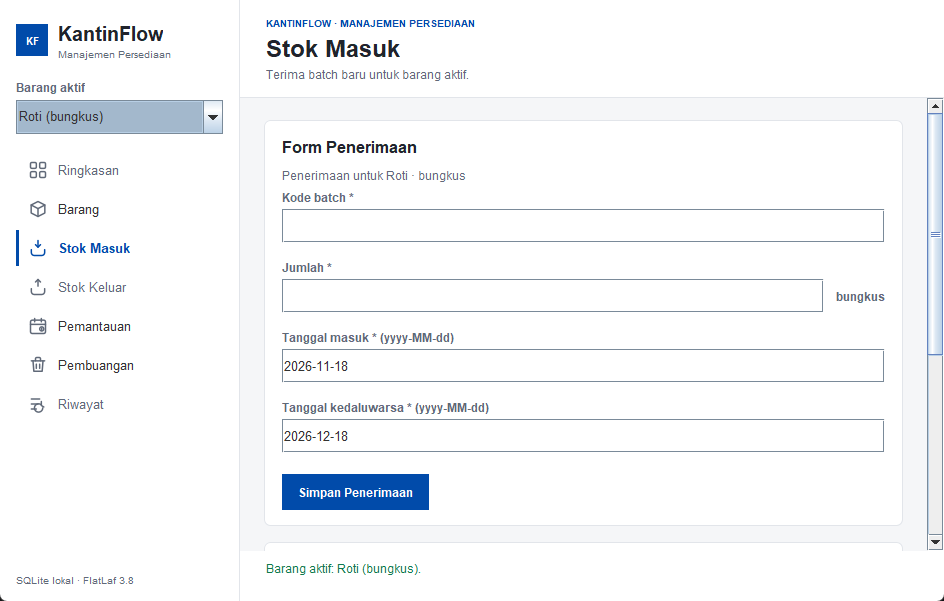 KF
KantinFlow
Manajemen Persediaan
Barang aktif
Roti (bungkus)
Ringkasan
Barang
Stok Masuk
Stok Keluar
Pemantauan
Pembuangan
Riwayat
SQLite lokal · FlatLaf 3.8
KANTINFLOW · MANAJEMEN PERSEDIAAN
Stok Masuk
Terima batch baru untuk barang aktif.
Form Penerimaan
Penerimaan untuk Roti · bungkus
Kode batch *
Jumlah *
bungkus
Tanggal masuk * (yyyy-MM-dd)
2026-11-18
Tanggal kedaluwarsa * (yyyy-MM-dd)
2026-12-18
Simpan Penerimaan
Barang aktif: Roti (bungkus).